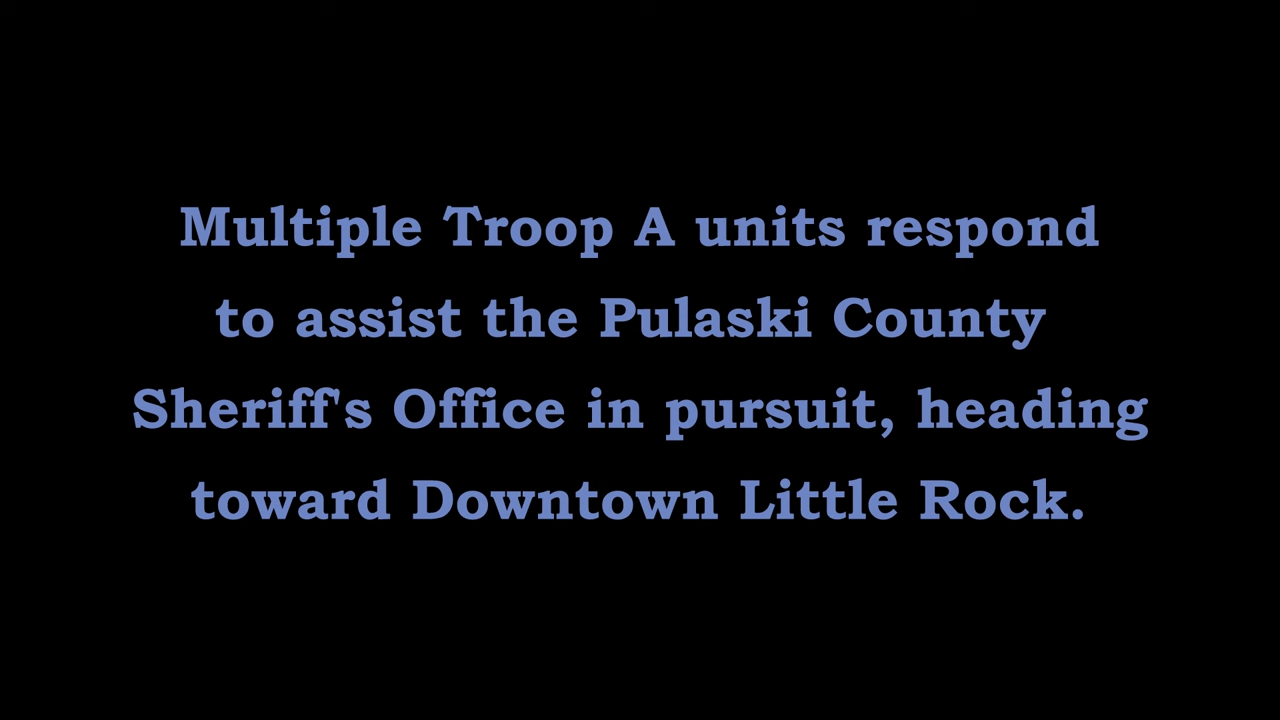 Multiple Troop A units respond
to assist the Pulaski County
Sheriff's Office in pursuit, heading
toward Downtown Little Rock.